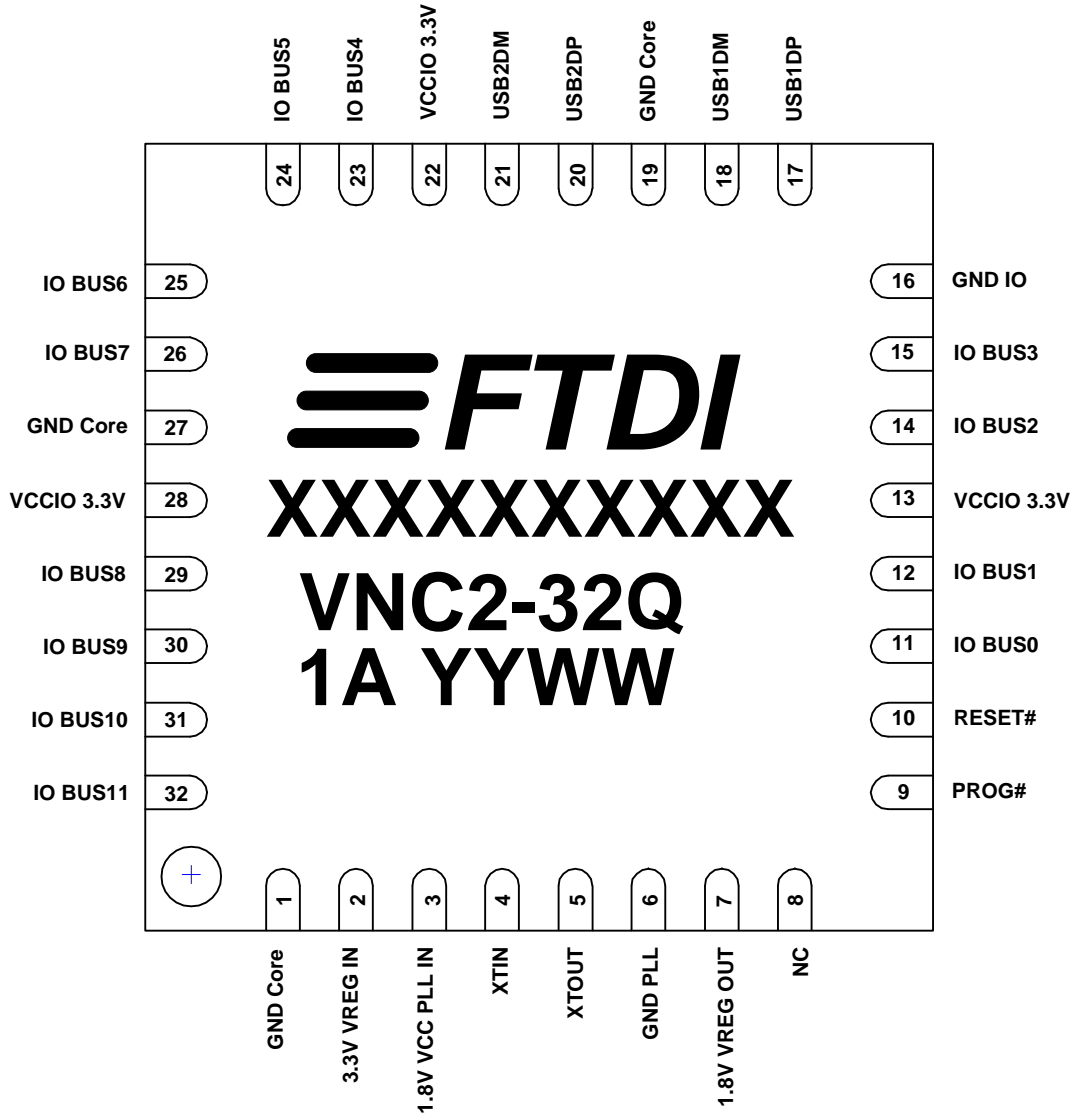 IO BUS5
IO BUS4
VCCIO 3.3V
USB2DM
USB2DP
GND Core
USB1DM
USB1DP
24
23
22
21
20
19
18
17
IO BUS6 25
16 GND IO
IO BUS7 26
15 IO BUS3
GND Core 27
14 IO BUS2
VCCIO 3.3V 28
13 VCCIO 3.3V
IO BUS8 29
12 IO BUS1
IO BUS9 30
11 IO BUS0
IO BUS10 31
10 RESET#
IO BUS11 32
9 PROG#
FTDI
XXXXXXXXXX
VNC2-32Q
1A YYWW
1
2
3
4
5
6
7
8
GND Core
3.3V VREG IN
1.8V VCC PLL IN
XTIN
XTOUT
GND PLL
1.8V VREG OUT
NC